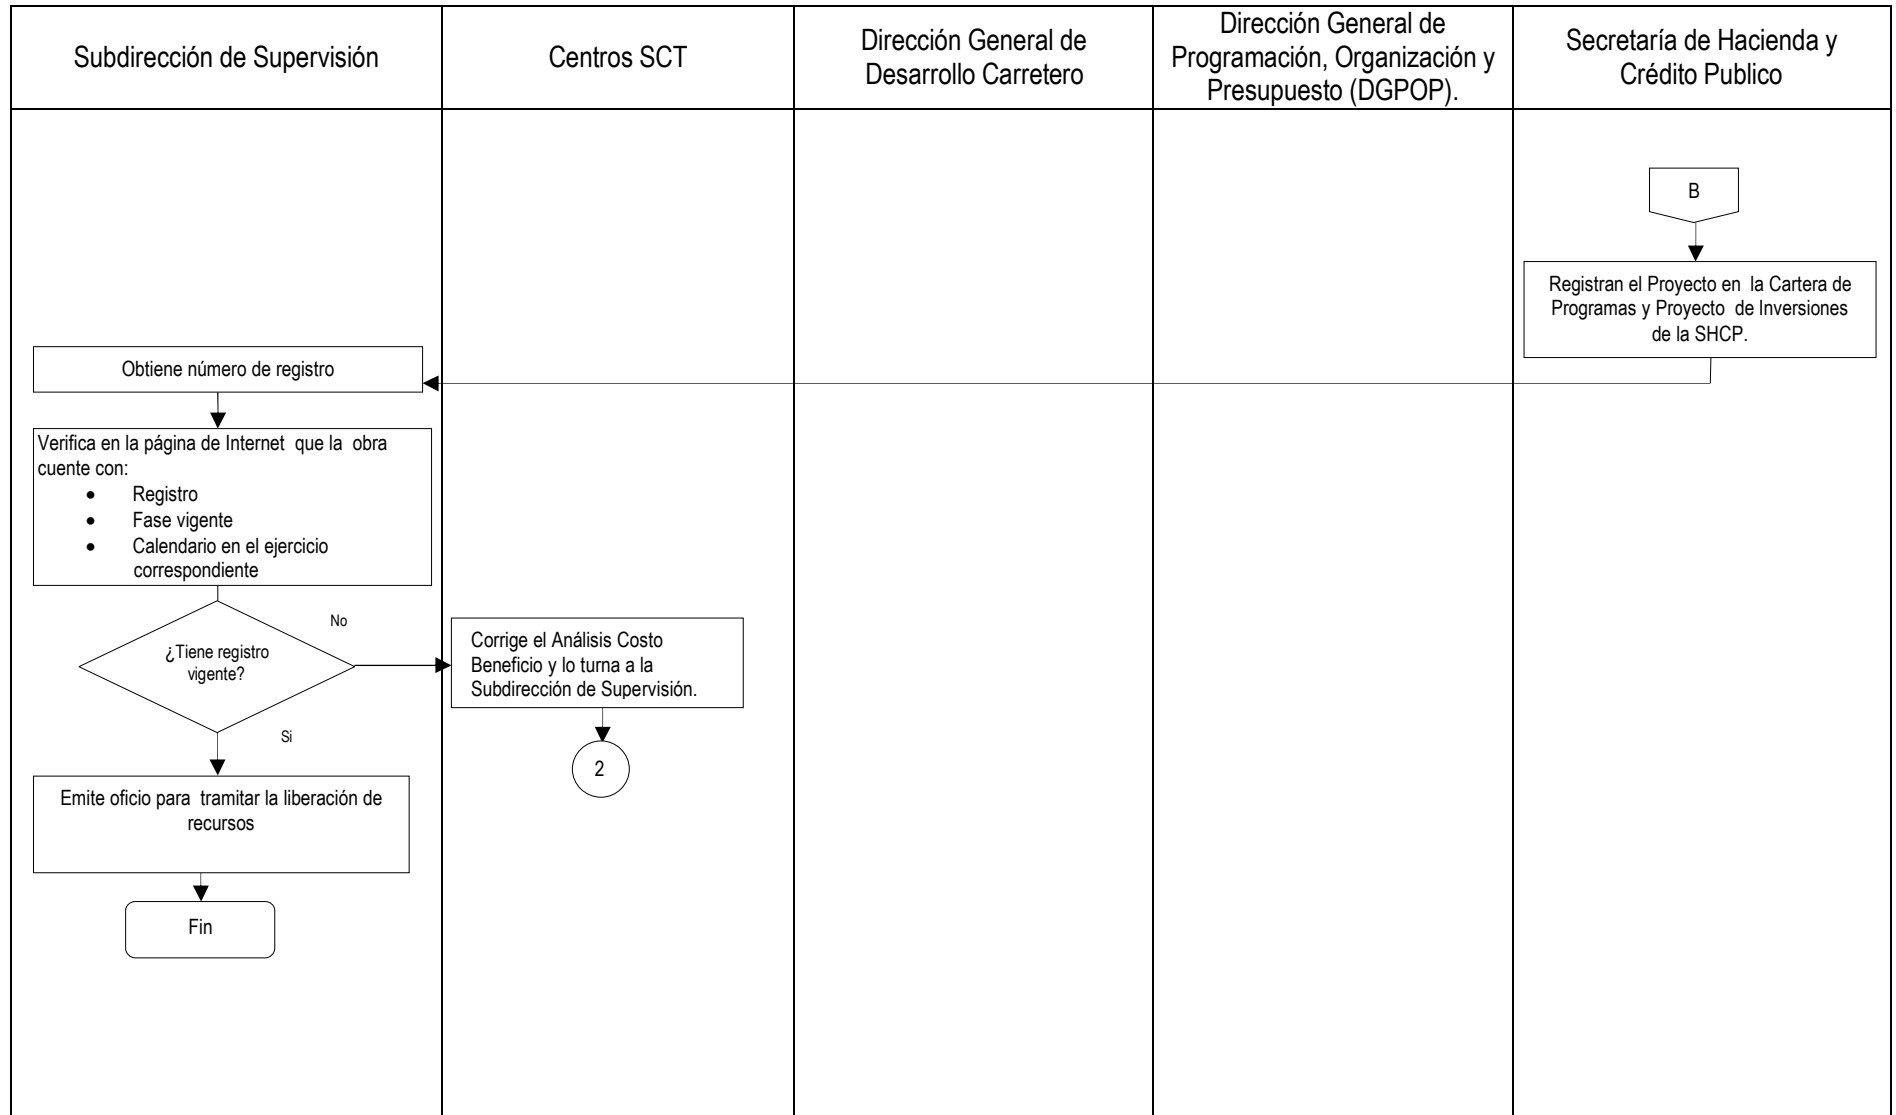 Subdirección de Supervisión
Centros SCT
Dirección General de
Desarrollo Carretero
Dirección General de
Programación, Organización y
Presupuesto (DGPOP).
Secretaría de Hacienda y
Crédito Publico
B
Registran el Proyecto en la Cartera de
Programas y Proyecto de Inversiones
de la SHCP.
Obtiene número de registro
Verifica en la página de Internet que la obra
cuente con:
• Registro
• Fase vigente
• Calendario en el ejercicio
correspondiente
¿Tiene registro
vigente?
No
Corrige el Análisis Costo
Beneficio y lo turna a la
Subdirección de Supervisión.
2
Si
Emite oficio para tramitar la liberación de
recursos
Fin